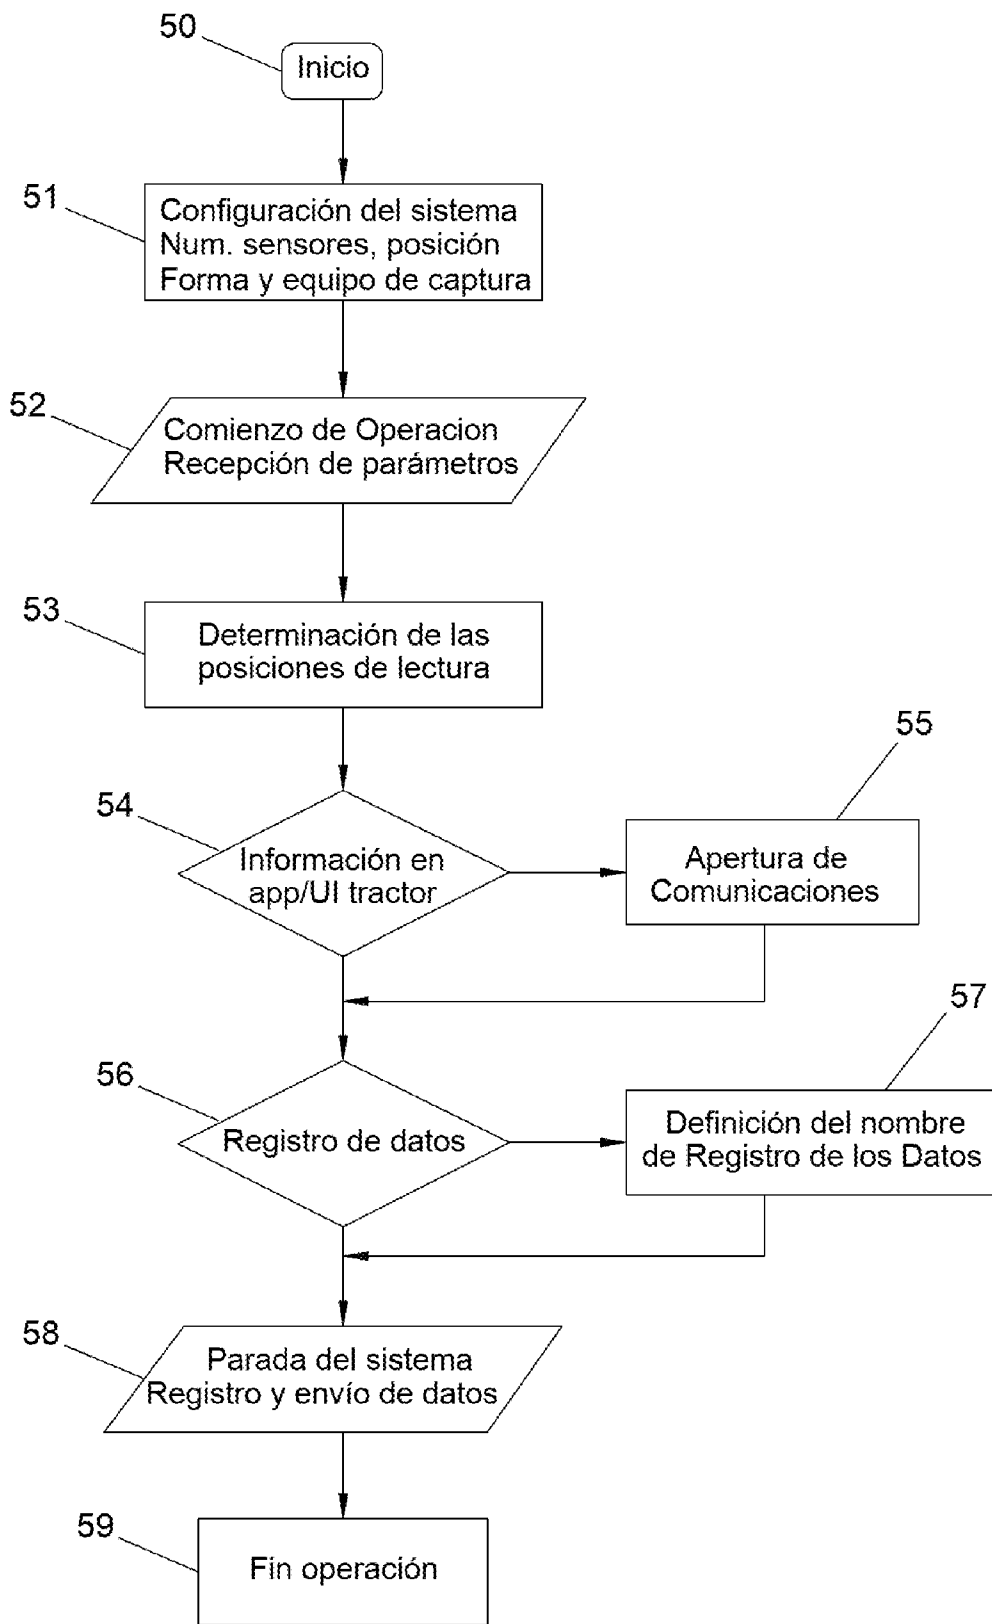 50
Inicio
51
Configuración del sistema
Num. sensores, posición
Forma y equipo de captura
52
Comienzo de Operacion
Recepción de parámetros
53
Determinación de las
posiciones de lectura
54
Información en
app/UI tractor
55
Apertura de
Comunicaciones
56
Registro de datos
57
Definición del nombre
de Registro de los Datos
58
Parada del sistema
Registro y envío de datos
59
Fin operación